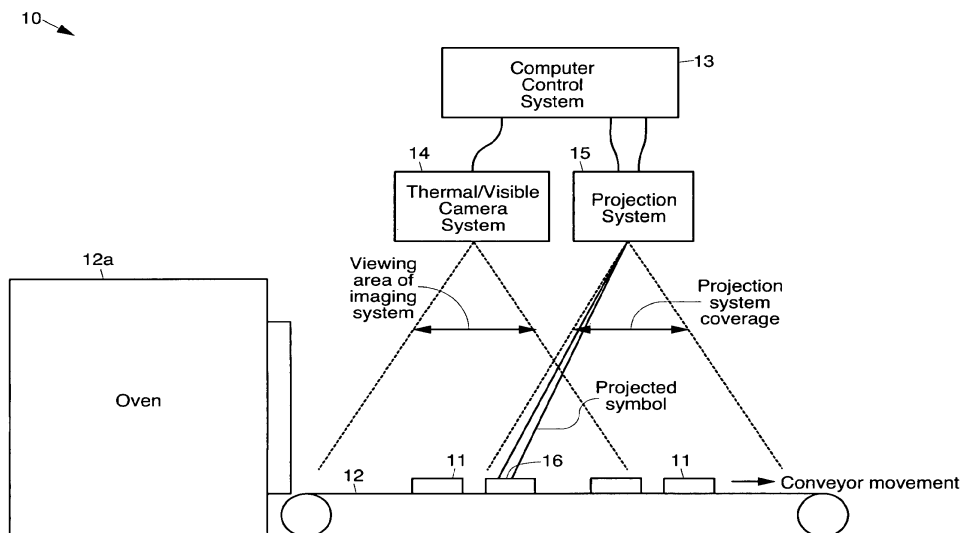 10
Computer
Control
System
13
14
Thermal/Visible
Camera
System
15
Projection
System
12a
Viewing
area of
imaging
system
Projection
system
coverage
Oven
Projected
symbol
12
11
16
11
Conveyor movement